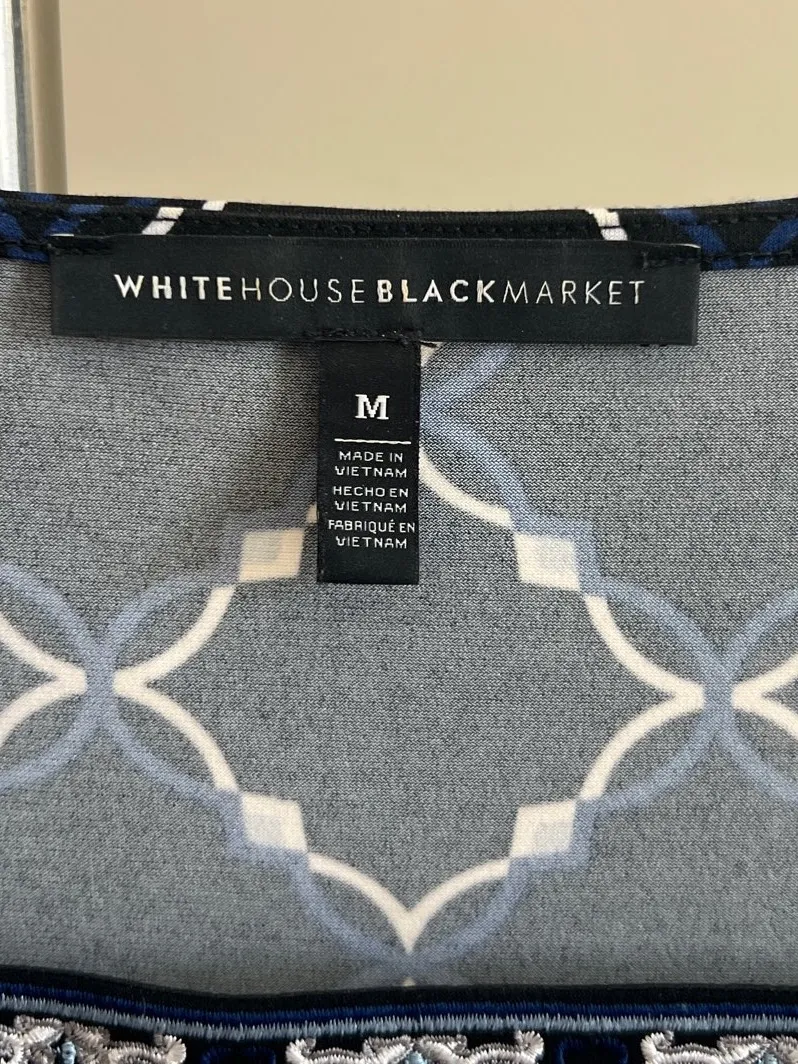 WHITEHOUSEBLACKMARKET
M
MADE IN
VIETNAM
HECHO EN
VIETNAM
FABRIQUÉ EN
VIETNAM